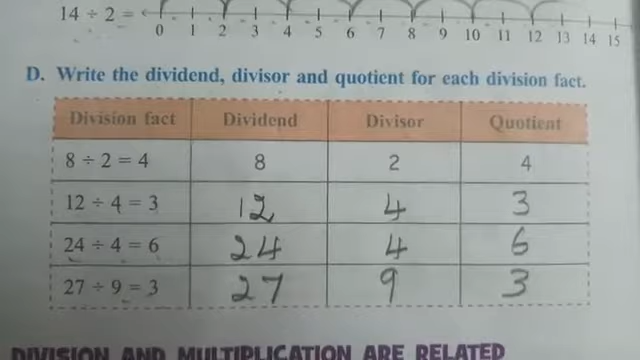 14 ÷ 2 =
0 1 2 3 4 5 6 7 8 9 10 11 12 13 14 15
D. Write the dividend, divisor and quotient for each division fact.
Division fact Dividend Divisor Quotient
8 ÷ 2 = 4 8 2 4
12 ÷ 4 = 3 12 4 3
24 ÷ 4 = 6 24 4 6
27 ÷ 9 = 3 27 9 3
DIVISION AND MULTIPLICATION ARE RELATED